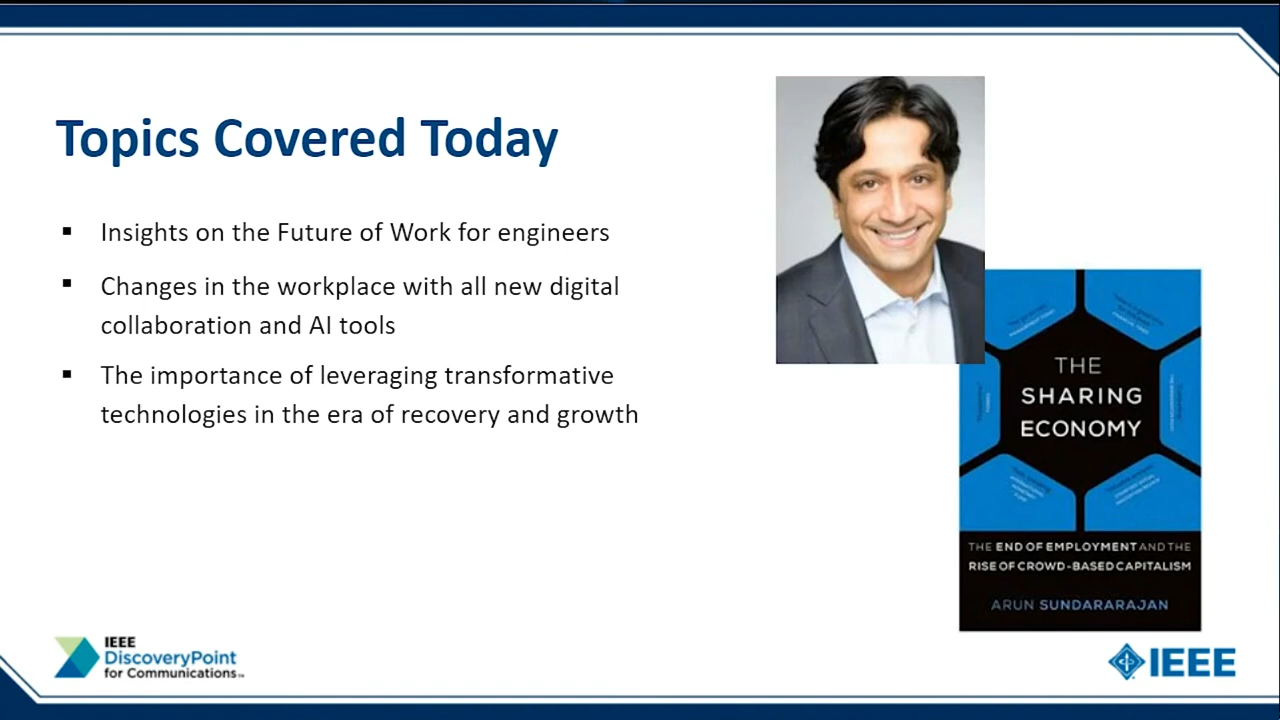 Topics Covered Today
▪ Insights on the Future of Work for engineers
▪ Changes in the workplace with all new digital
collaboration and AI tools
▪ The importance of leveraging transformative
technologies in the era of recovery and growth
THE
SHARING
ECONOMY
THE END OF EMPLOYMENT AND THE
RISE OF CROWD-BASED CAPITALISM
ARUN SUNDARARAJAN
IEEE
DiscoveryPoint
for Communications
IEEE